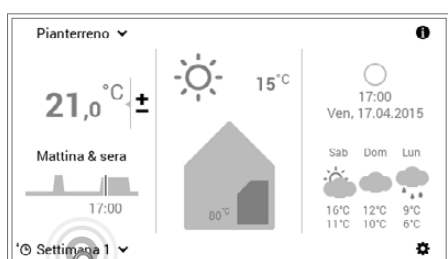 Pianterreno
21,0 °C ±
Mattina & sera
17:00
Settimana 1
15°C
80°C
17:00
Ven, 17.04.2015
Sab Dom Lun
16°C 12°C 9°C
11°C 10°C 6°C